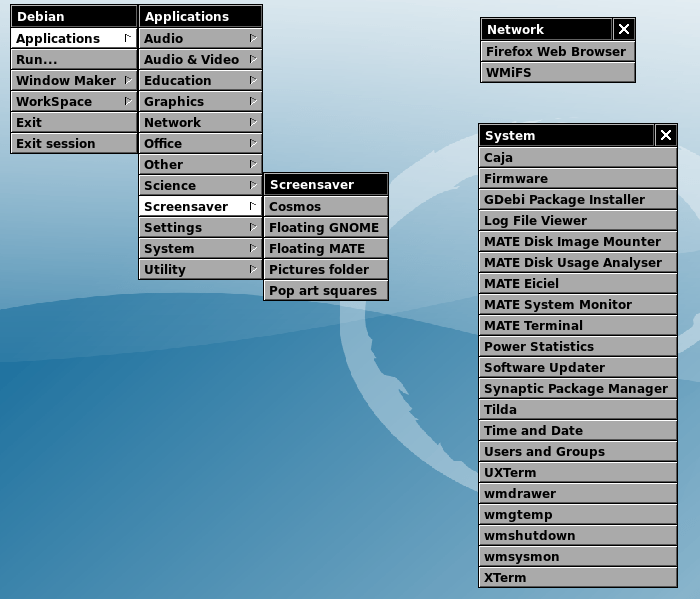 Debian
Applications
Run...
Window Maker
WorkSpace
Exit
Exit session
Applications
Audio
Audio & Video
Education
Graphics
Network
Office
Other
Science
Screensaver
Settings
System
Utility
Screensaver
Cosmos
Floating GNOME
Floating MATE
Pictures folder
Pop art squares
Network
Firefox Web Browser
WMiFS
System
Caja
Firmware
GDebi Package Installer
Log File Viewer
MATE Disk Image Mounter
MATE Disk Usage Analyser
MATE Eiciel
MATE System Monitor
MATE Terminal
Power Statistics
Software Updater
Synaptic Package Manager
Tilda
Time and Date
Users and Groups
UXTerm
wmdrawer
wmgtemp
wmshutdown
wmsysmon
XTerm